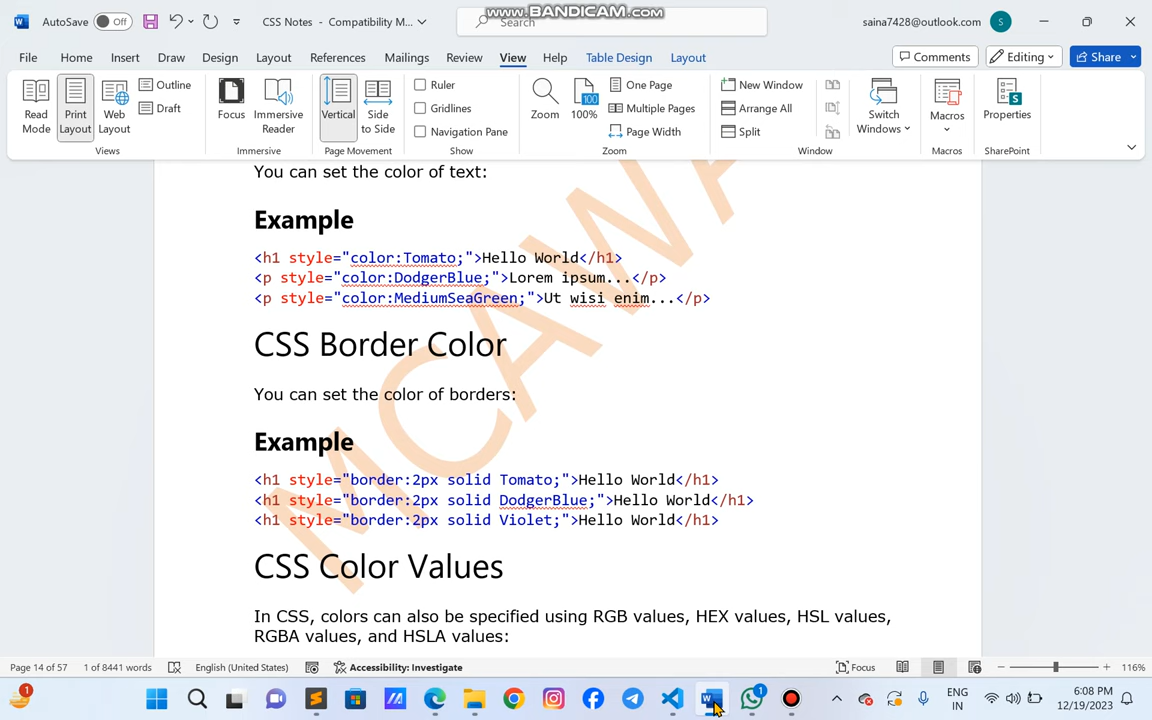 AutoSave Off CSS Notes - Compatibility M... Search www.BANDICAM.com saina7428@outlook.com S
File Home Insert Draw Design Layout References Mailings Review View Help Table Design Layout Comments Editing Share
Read Mode Print Layout Web Layout Outline Draft Focus Immersive Reader Vertical Side to Side Ruler Gridlines Navigation Pane Zoom 100 100% One Page Multiple Pages Page Width New Window Arrange All Split Switch Windows Macros Properties
Views Immersive Page Movement Show Zoom Window Macros SharePoint
You can set the color of text:
Example
<h1 style="color:Tomato;">Hello World</h1>
<p style="color:DodgerBlue;">Lorem ipsum...</p>
<p style="color:MediumSeaGreen;">Ut wisi enim...</p>
CSS Border Color
You can set the color of borders:
Example
<h1 style="border:2px solid Tomato;">Hello World</h1>
<h1 style="border:2px solid DodgerBlue;">Hello World</h1>
<h1 style="border:2px solid Violet;">Hello World</h1>
CSS Color Values
In CSS, colors can also be specified using RGB values, HEX values, HSL values,
RGBA values, and HSLA values:
MCAWA
Page 14 of 57 1 of 8441 words English (United States) Accessibility: Investigate Focus 116%
1 1 ENG 6:08 PM
IN 12/19/2023